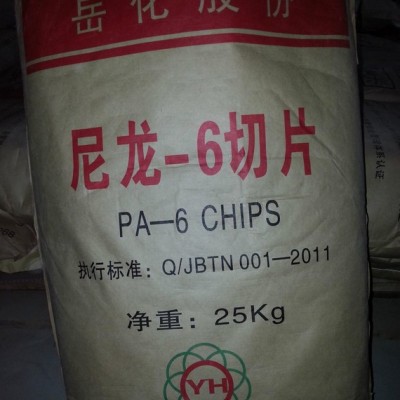 岳化股份
尼龙-6切片
PA—6 CHIPS
执行标准：Q/JBTN 001—2011
净重：25Kg
YH